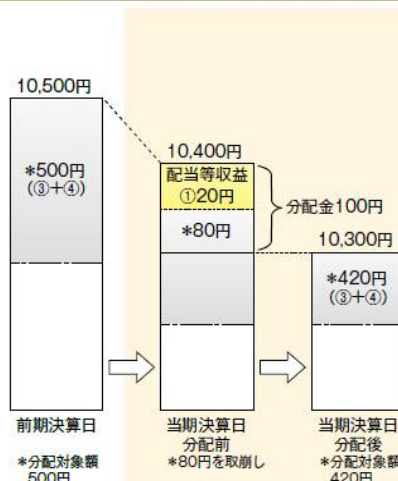 10,500円
*500円
(③+④)
10,400円
配当等収益
①20円
*80円
分配金100円
10,300円
*420円
(③+④)
前期決算日
*分配対象額
500円
当期決算日
分配前
*80円を取崩し
当期決算日
分配後
*分配対象額
420円